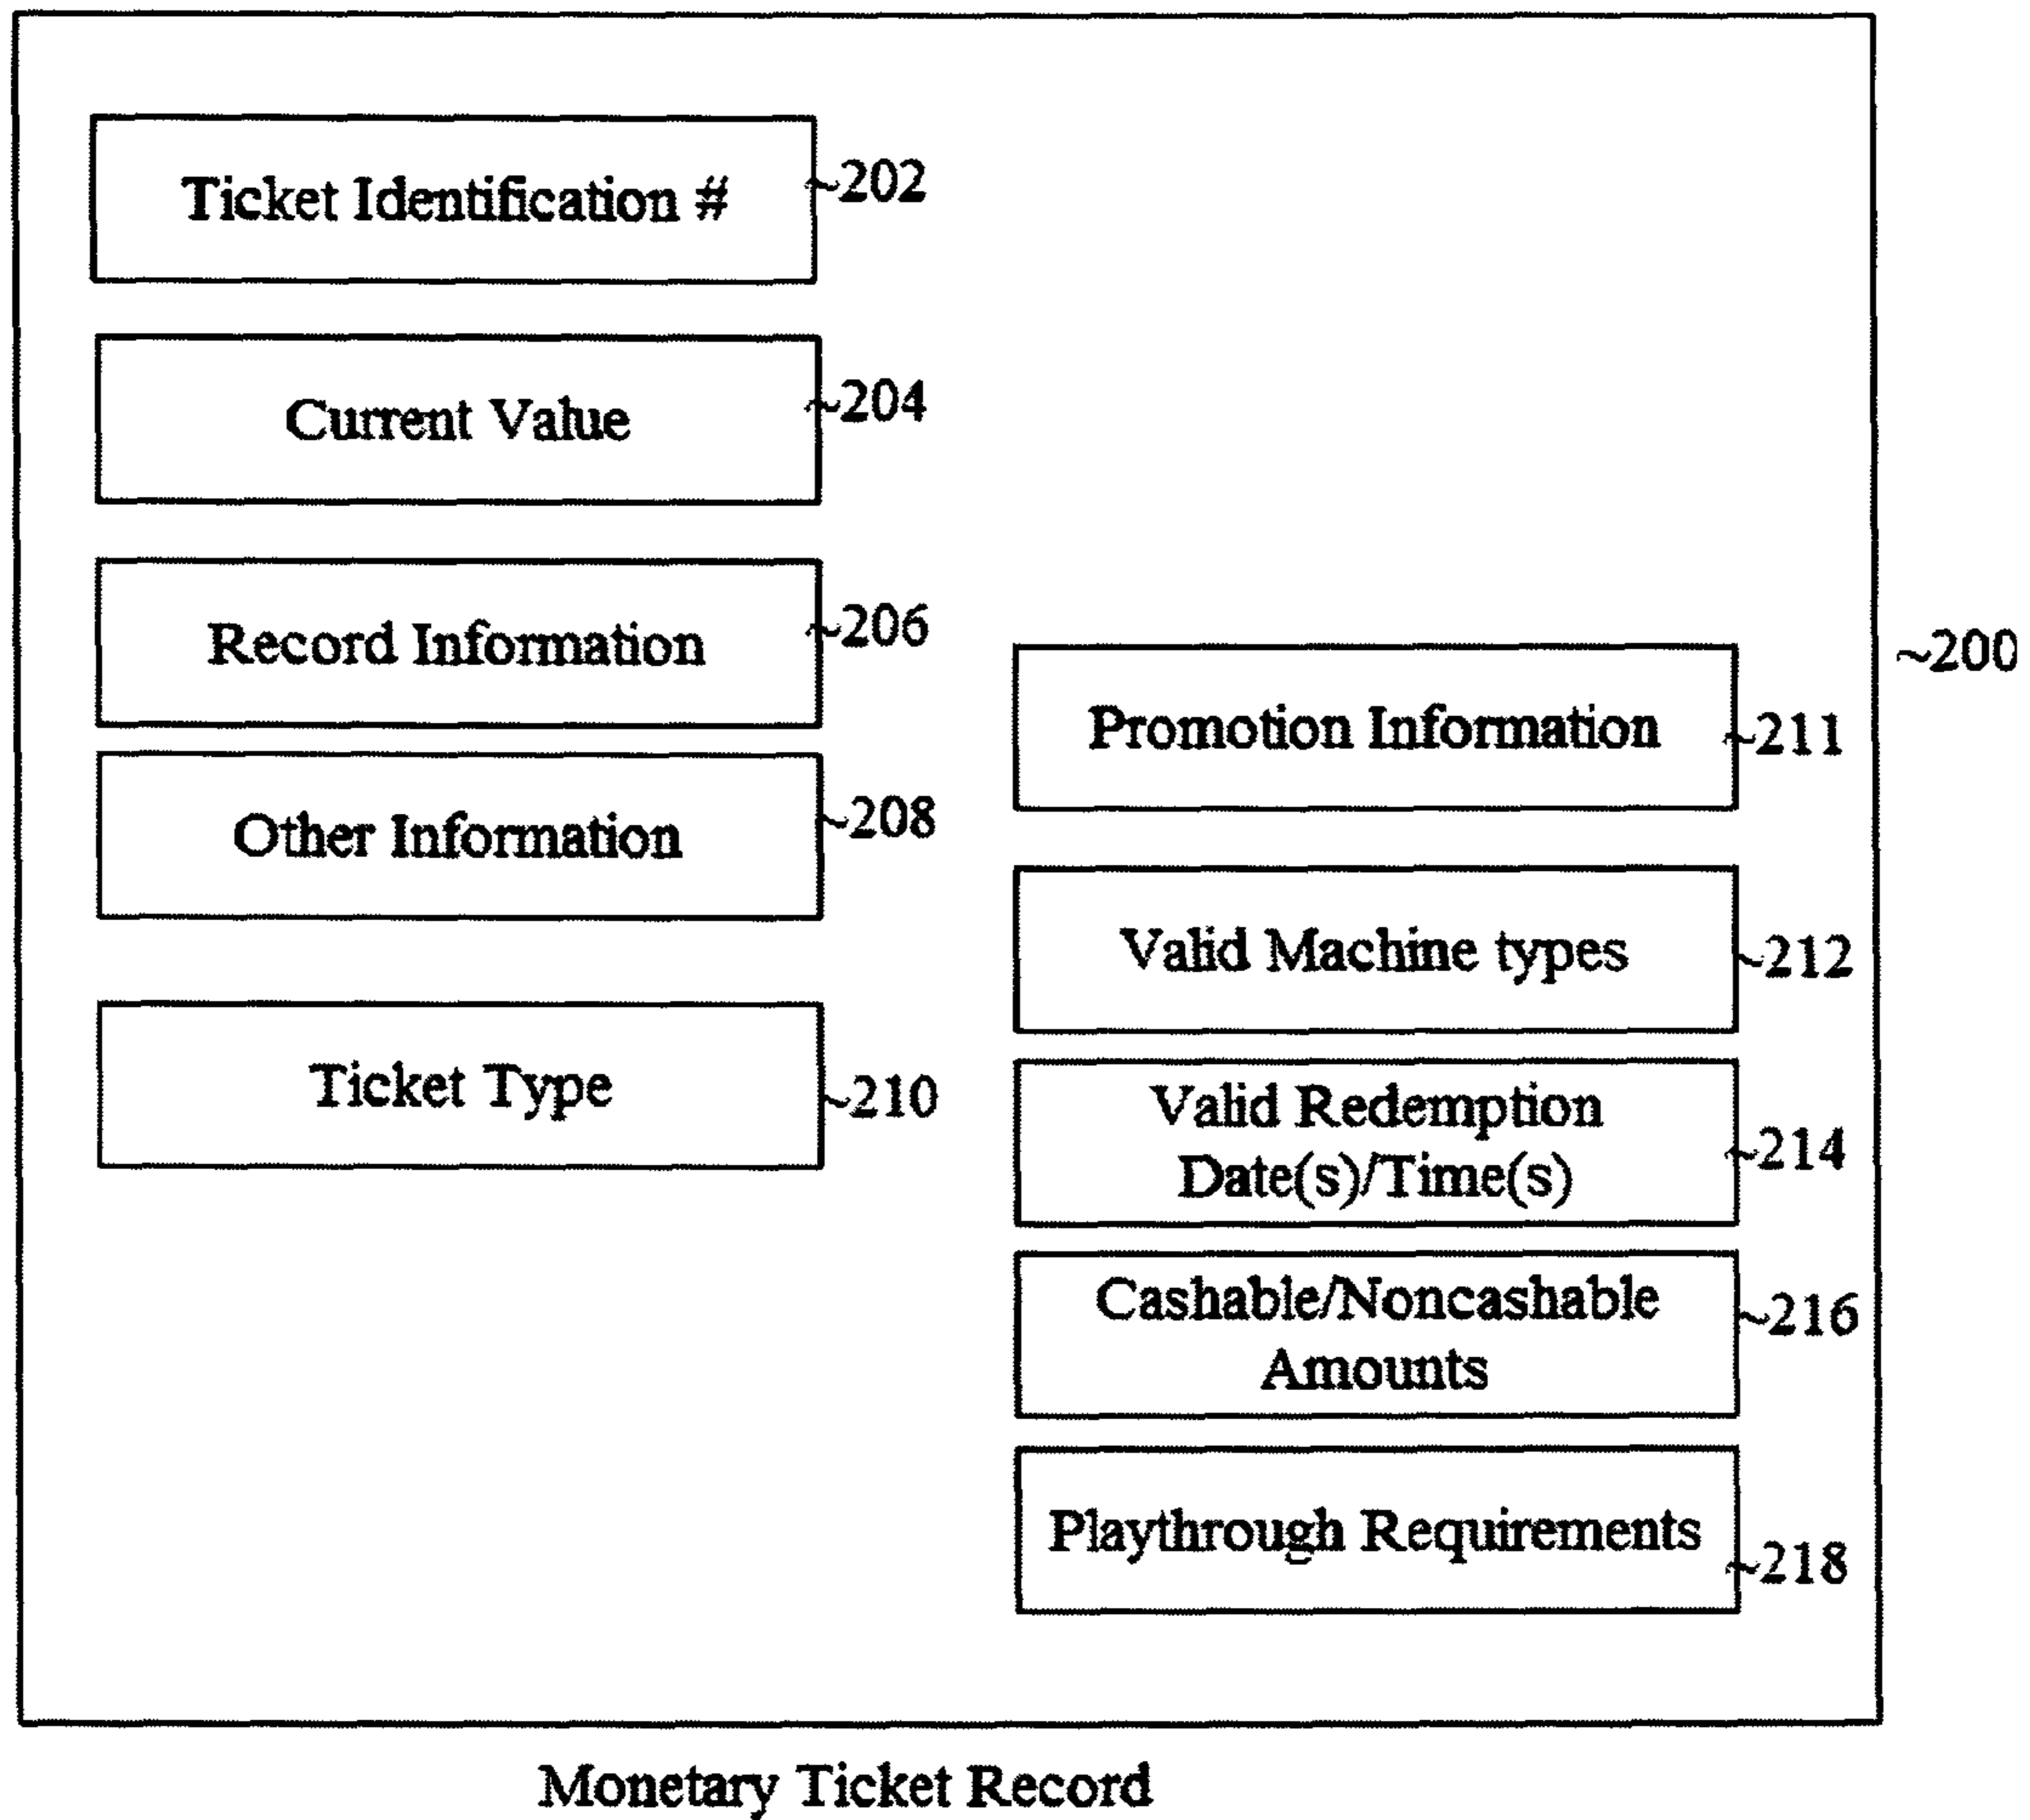 Ticket Identification #
~202
Current Value
~204
Record Information
~206
Other Information
~208
Ticket Type
~210
~200
Promotion Information
~211
Valid Machine types
~212
Valid Redemption
Date(s)/Time(s)
~214
Cashable/Noncashable
Amounts
~216
Playthrough Requirements
~218
Monetary Ticket Record